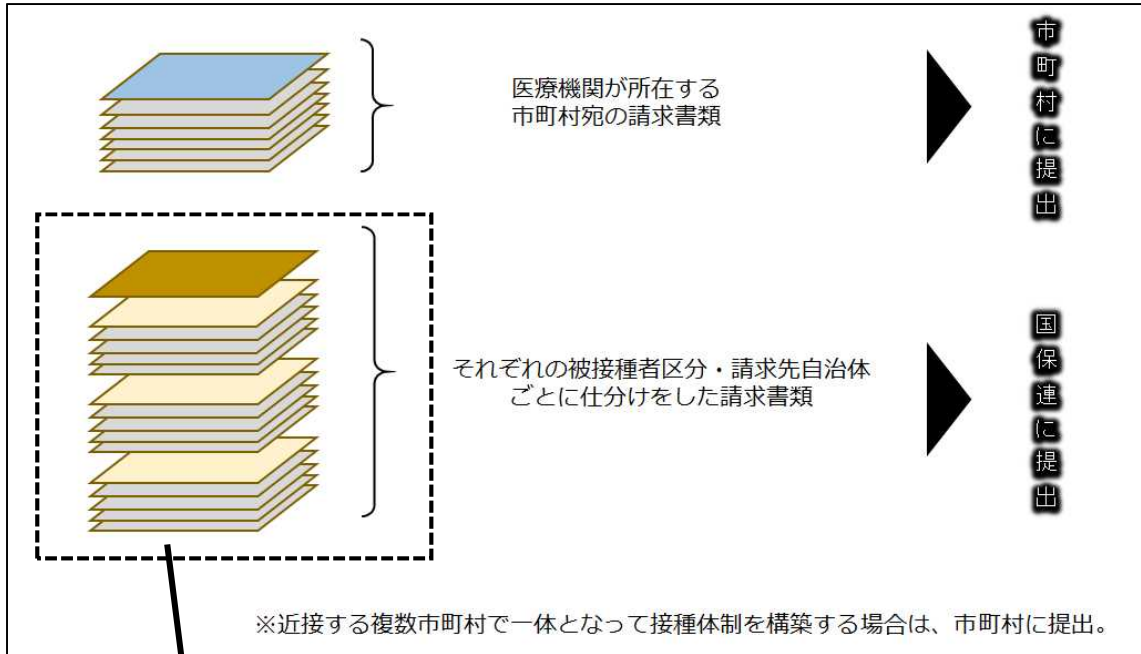 医療機関が所在する
市町村宛の請求書類
市町村に提出
それぞれの被接種者区分・請求先自治体
ごとに仕分けをした請求書類
国保連に提出
※近接する複数市町村で一体となって接種体制を構築する場合は、市町村に提出。